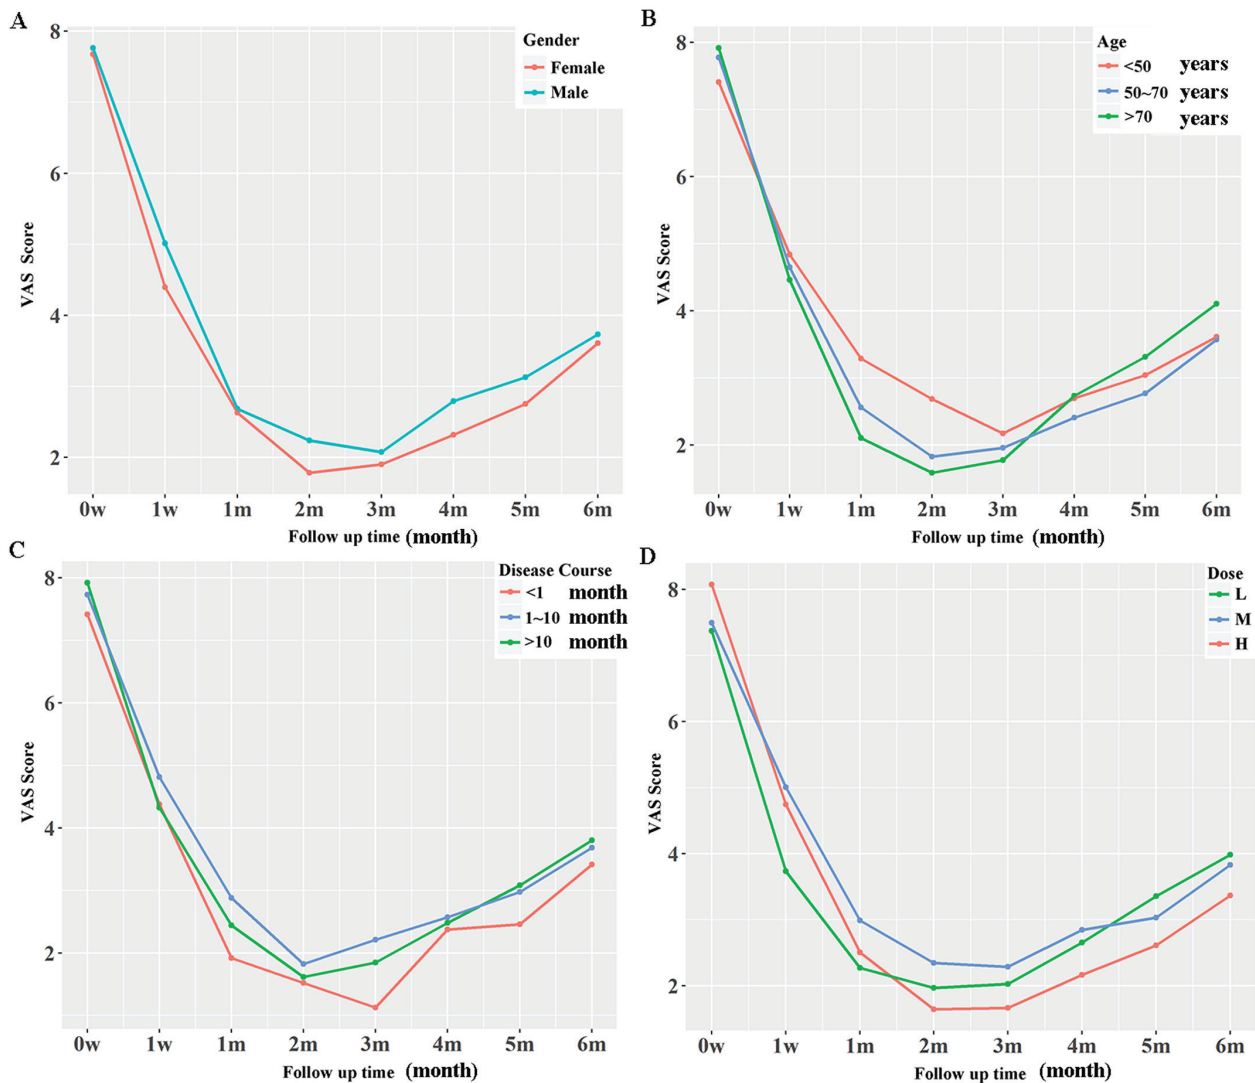 A
8
6
4
2
VAS Score
0w 1w 1m 2m 3m 4m 5m 6m
Follow up time (month)
Gender
Female
Male
B
8
6
4
2
VAS Score
0w 1w 1m 2m 3m 4m 5m 6m
Follow up time (month)
Age
<50 years
50~70 years
>70 years
C
8
6
4
2
VAS Score
0w 1w 1m 2m 3m 4m 5m 6m
Follow up time (month)
Disease Course
<1 month
1~10 month
>10 month
D
8
6
4
2
VAS Score
0w 1w 1m 2m 3m 4m 5m 6m
Follow up time (month)
Dose
L
M
H